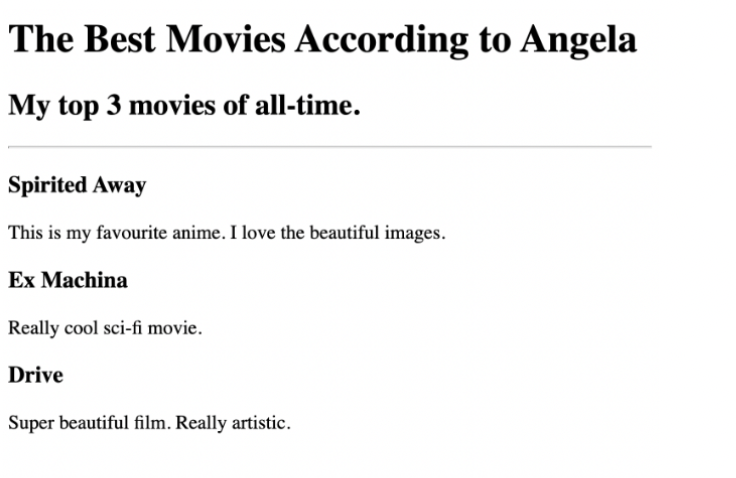 The Best Movies According to Angela
My top 3 movies of all-time.
Spirited Away
This is my favourite anime. I love the beautiful images.
Ex Machina
Really cool sci-fi movie.
Drive
Super beautiful film. Really artistic.